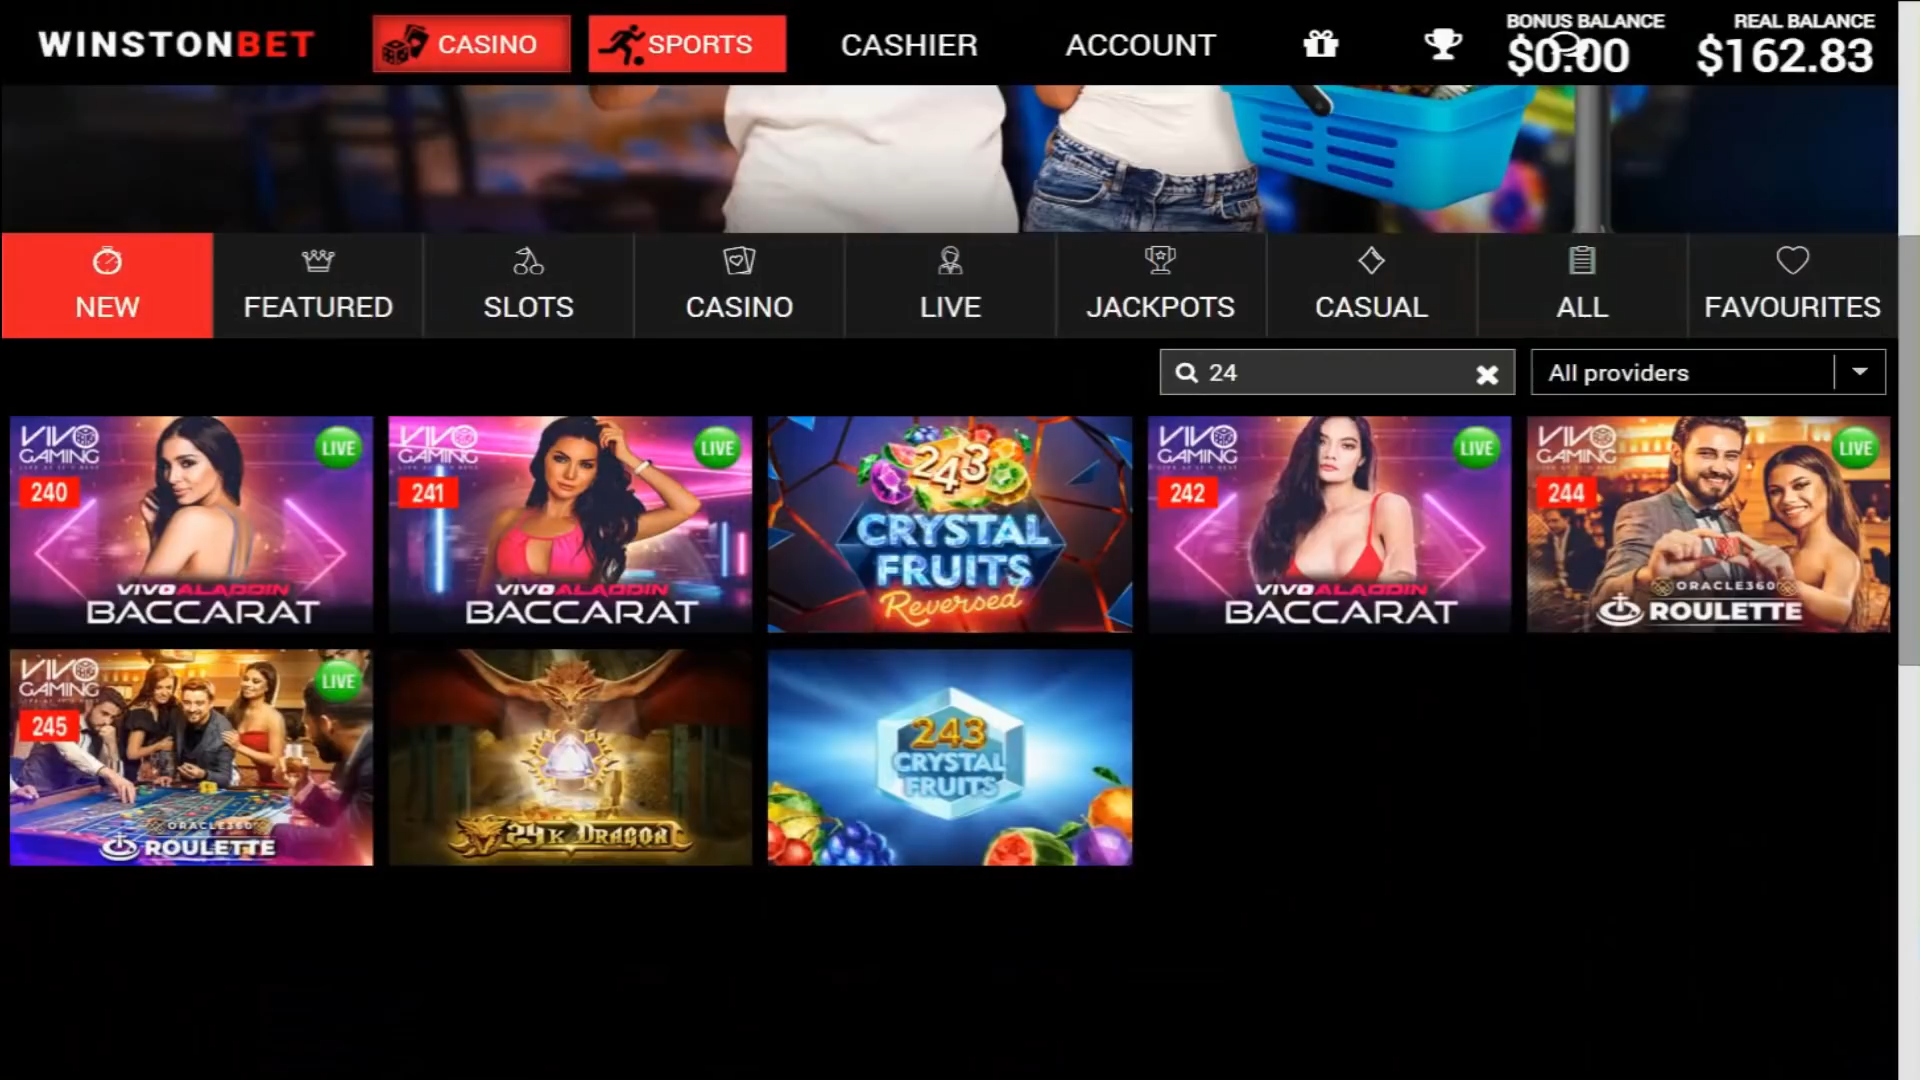 WINSTONBET
CASINO
SPORTS
CASHIER
ACCOUNT
BONUS BALANCE
$0.00
REAL BALANCE
$162.83
NEW
FEATURED
SLOTS
CASINO
LIVE
JACKPOTS
CASUAL
ALL
FAVOURITES
24
All providers
VIVO
GAMING
LIVE
240
VIVO ALADDIN
BACCARAT
VIVO
GAMING
LIVE
241
VIVO ALADDIN
BACCARAT
243
CRYSTAL
FRUITS
Reversed
VIVO
GAMING
LIVE
242
VIVO ALADDIN
BACCARAT
VIVO
GAMING
LIVE
244
ORACLE360
ROULETTE
VIVO
GAMING
LIVE
245
ORACLE360
ROULETTE
24K DRAGON
243
CRYSTAL
FRUITS